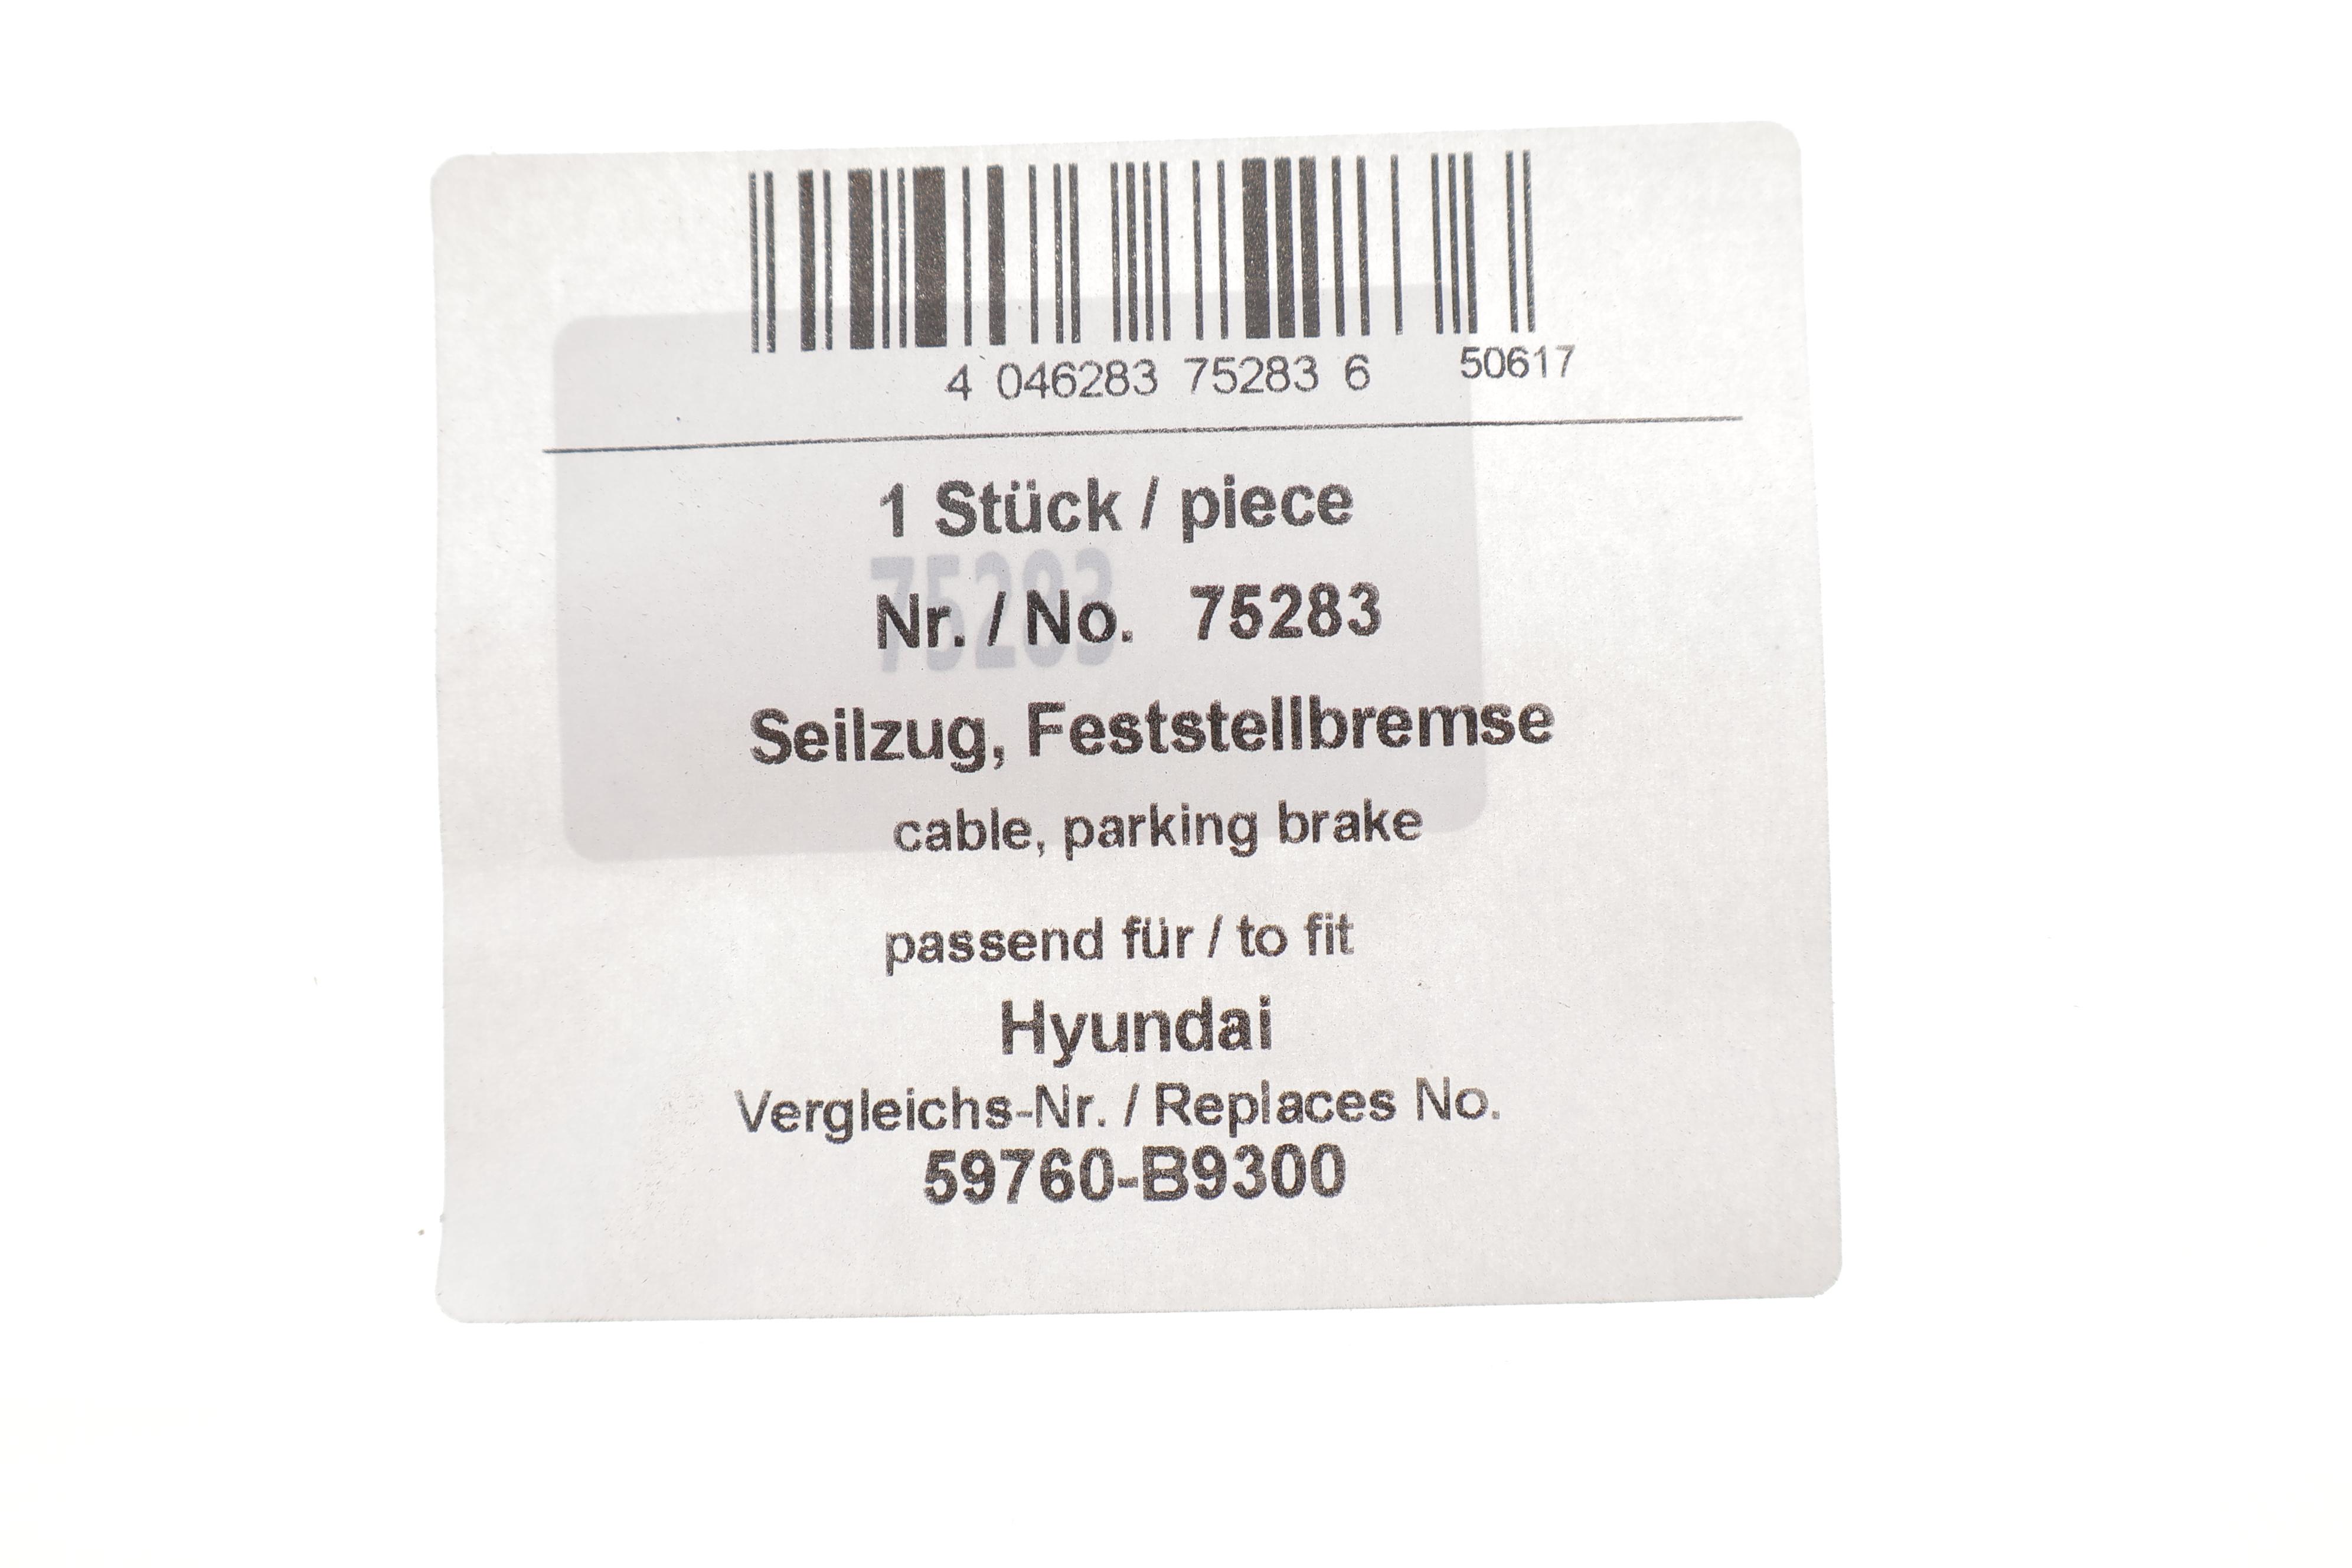 4 046283 75283 6 50617
1 Stück / piece
75283
Nr. / No. 75283
Seilzug, Feststellbremse
cable, parking brake
passend für / to fit
Hyundai
Vergleichs-Nr. / Replaces No.
59760-B9300